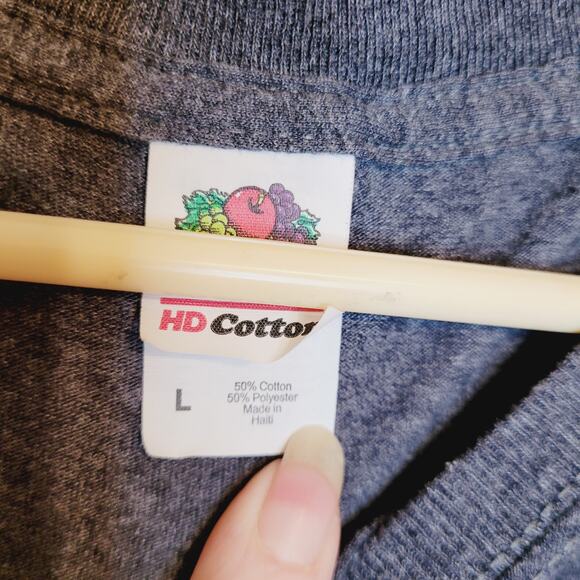 HD Cotton
L
50% Cotton
50% Polyester
Made in
Haiti